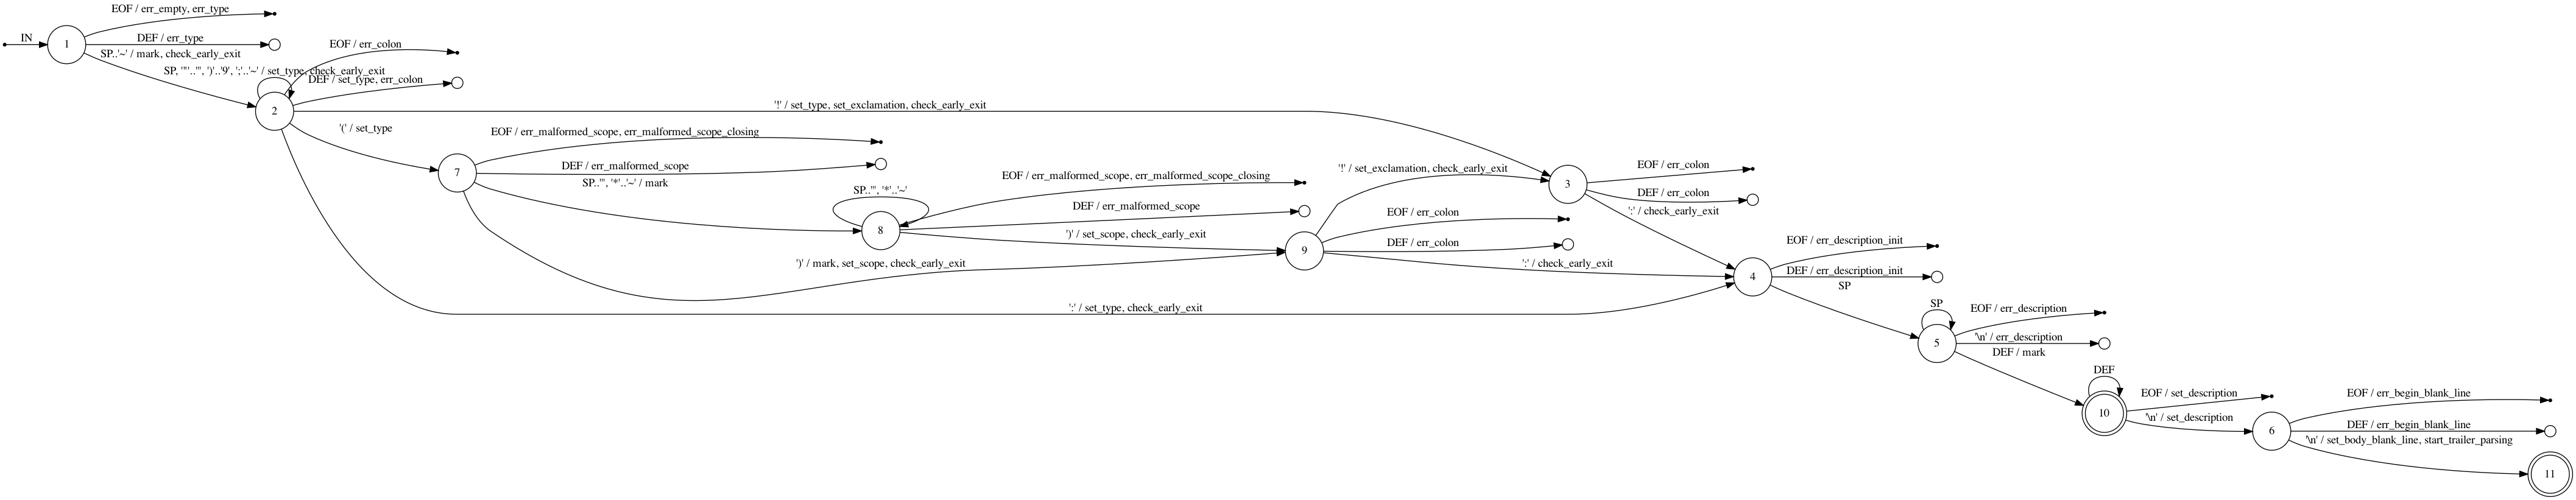 IN
1
EOF / err_empty, err_type
DEF / err_type
SP..'~' / mark, check_early_exit
SP, '"'..''', ')'..'9', ';'..'~' / set_type, check_early_exit
2
EOF / err_colon
DEF / set_type, err_colon
'!' / set_type, set_exclamation, check_early_exit
'(' / set_type
':' / set_type, check_early_exit
7
EOF / err_malformed_scope, err_malformed_scope_closing
DEF / err_malformed_scope
SP..''', '*'..'~' / mark
')' / mark, set_scope, check_early_exit
SP..''', '*'..'~'
8
EOF / err_malformed_scope, err_malformed_scope_closing
DEF / err_malformed_scope
')' / set_scope, check_early_exit
9
'!' / set_exclamation, check_early_exit
EOF / err_colon
DEF / err_colon
':' / check_early_exit
3
EOF / err_colon
DEF / err_colon
':' / check_early_exit
4
EOF / err_description_init
DEF / err_description_init
SP
SP
5
EOF / err_description
'\n' / err_description
DEF / mark
DEF
10
EOF / set_description
'\n' / set_description
6
EOF / err_begin_blank_line
DEF / err_begin_blank_line
'\n' / set_body_blank_line, start_trailer_parsing
11